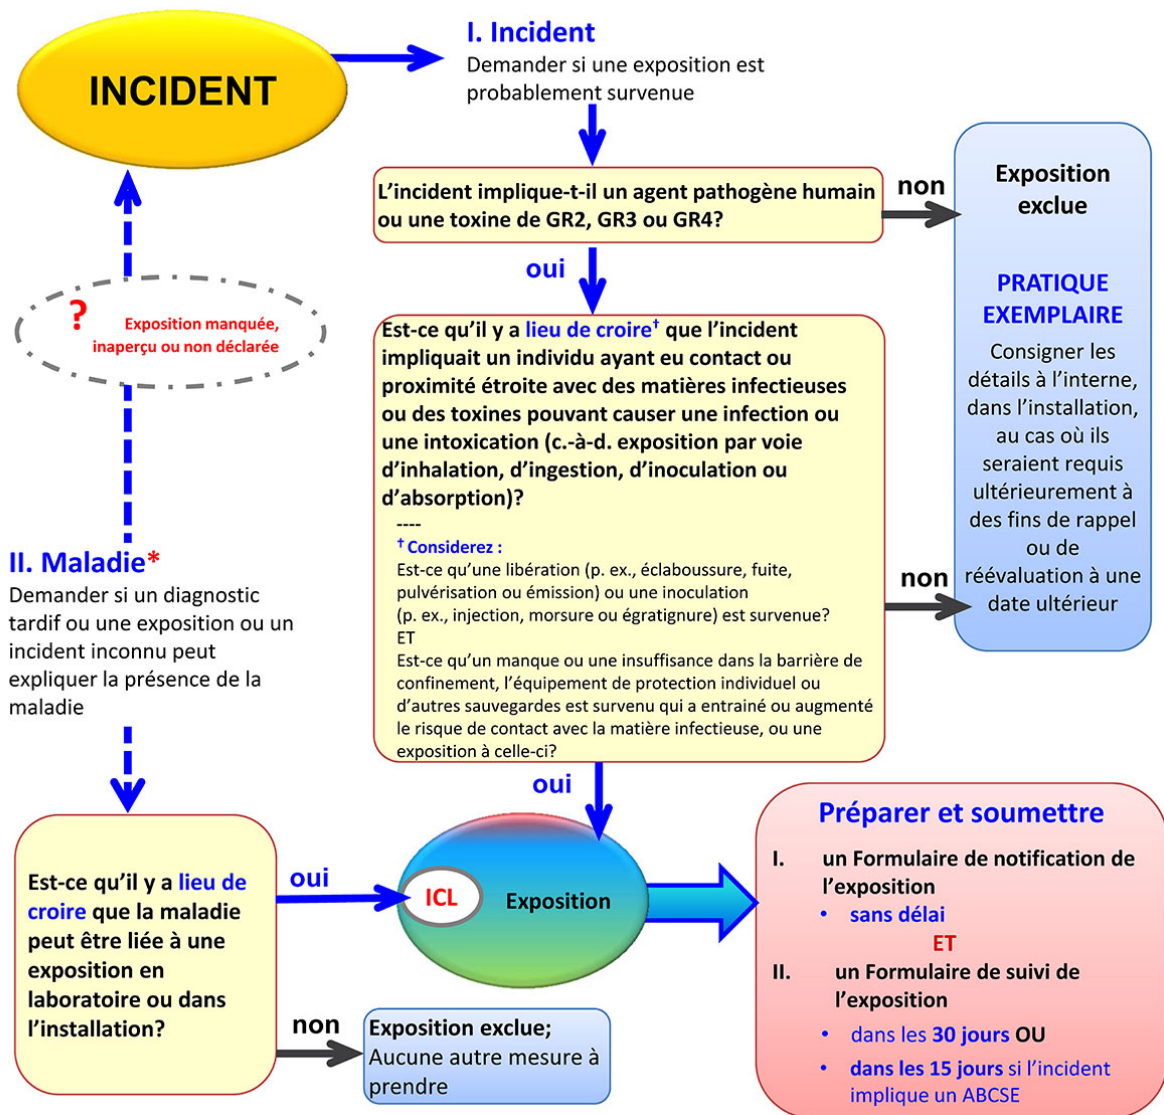 INCIDENT
I. Incident
Demander si une exposition est
probablement survenue
L'incident implique-t-il un agent pathogène humain
ou une toxine de GR2, GR3 ou GR4?
non
oui
Exposition
exclue
PRATIQUE
EXEMPLAIRE
Consigner les
détails à l'interne,
dans l'installation,
au cas où ils
seraient requis
ultérieurement à
des fins de rappel
ou de
réévaluation à une
date ultérieur
? Exposition manquée,
inaperçu ou non déclarée
Est-ce qu'il y a lieu de croire† que l'incident
impliquait un individu ayant eu contact ou
proximité étroite avec des matières infectieuses
ou des toxines pouvant causer une infection ou
une intoxication (c.-à-d. exposition par voie
d'inhalation, d'ingestion, d'inoculation ou
d'absorption)?
----
† Considerez :
Est-ce qu'une libération (p. ex., éclaboussure, fuite,
pulvérisation ou émission) ou une inoculation
(p. ex., injection, morsure ou égratignure) est survenue?
ET
Est-ce qu'un manque ou une insuffisance dans la barrière de
confinement, l'équipement de protection individuel ou
d'autres sauvegardes est survenu qui a entrainé ou augmenté
le risque de contact avec la matière infectieuse, ou une
exposition à celle-ci?
non
oui
II. Maladie*
Demander si un diagnostic
tardif ou une exposition ou un
incident inconnu peut
expliquer la présence de la
maladie
Est-ce qu'il y a lieu de
croire que la maladie
peut être liée à une
exposition en
laboratoire ou dans
l'installation?
oui
ICL
Exposition
non
Exposition exclue;
Aucune autre mesure à
prendre
Préparer et soumettre
I. un Formulaire de notification de
l'exposition
• sans délai
ET
II. un Formulaire de suivi de
l'exposition
• dans les 30 jours OU
• dans les 15 jours si l'incident
implique un ABCSE